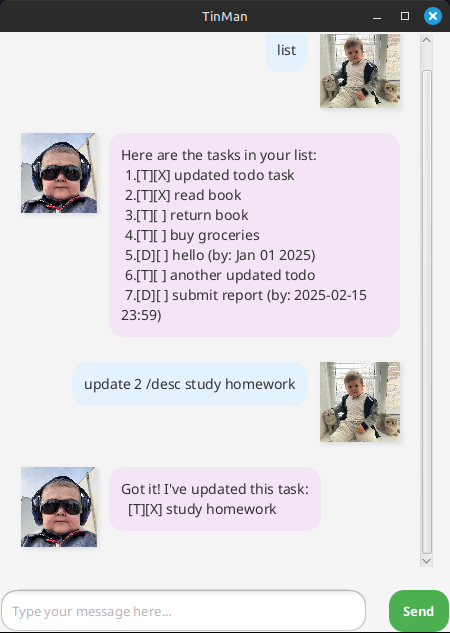 TinMan
list
Here are the tasks in your list:
1.[T][X] updated todo task
2.[T][X] read book
3.[T][ ] return book
4.[T][ ] buy groceries
5.[D][ ] hello (by: Jan 01 2025)
6.[T][ ] another updated todo
7.[D][ ] submit report (by: 2025-02-15
23:59)
update 2 /desc study homework
Got it! I've updated this task:
[T][X] study homework
Type your message here...
Send